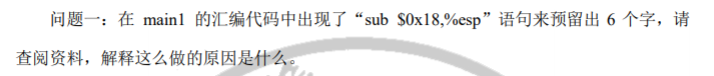 问题一：在 main1 的汇编代码中出现了“sub $0x18,%esp”语句来预留出 6 个字，请
查阅资料，解释这么做的原因是什么。